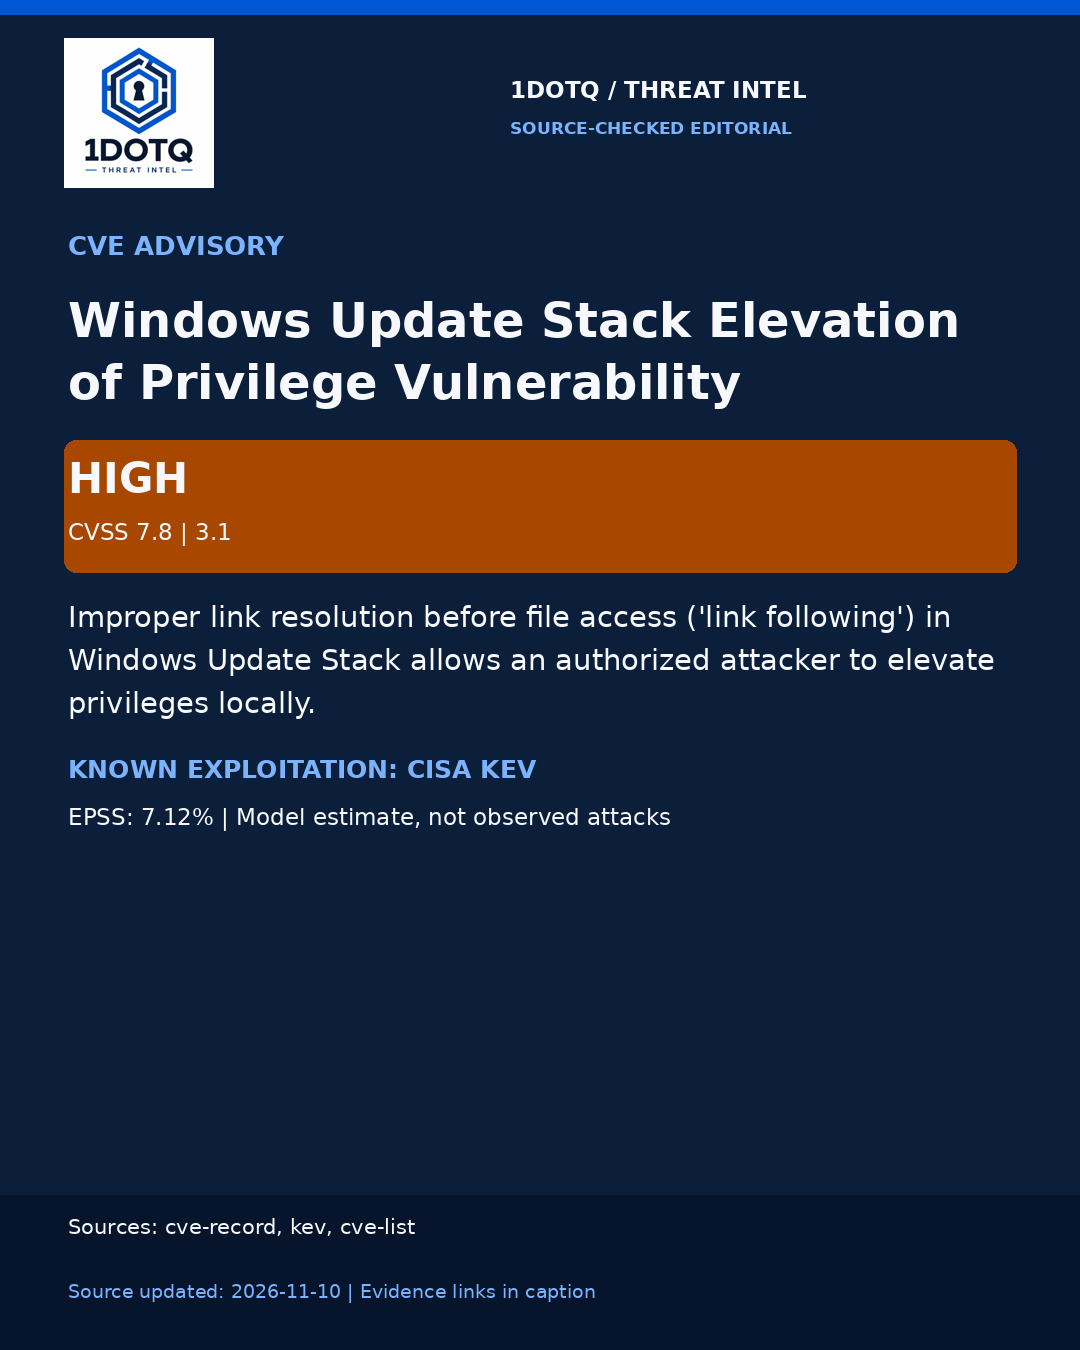 1DOTQ
THREAT INTEL
1DOTQ / THREAT INTEL
SOURCE-CHECKED EDITORIAL
CVE ADVISORY
Windows Update Stack Elevation
of Privilege Vulnerability
HIGH
CVSS 7.8 | 3.1
Improper link resolution before file access ('link following') in
Windows Update Stack allows an authorized attacker to elevate
privileges locally.
KNOWN EXPLOITATION: CISA KEV
EPSS: 7.12% | Model estimate, not observed attacks
Sources: cve-record, kev, cve-list
Source updated: 2026-11-10 | Evidence links in caption